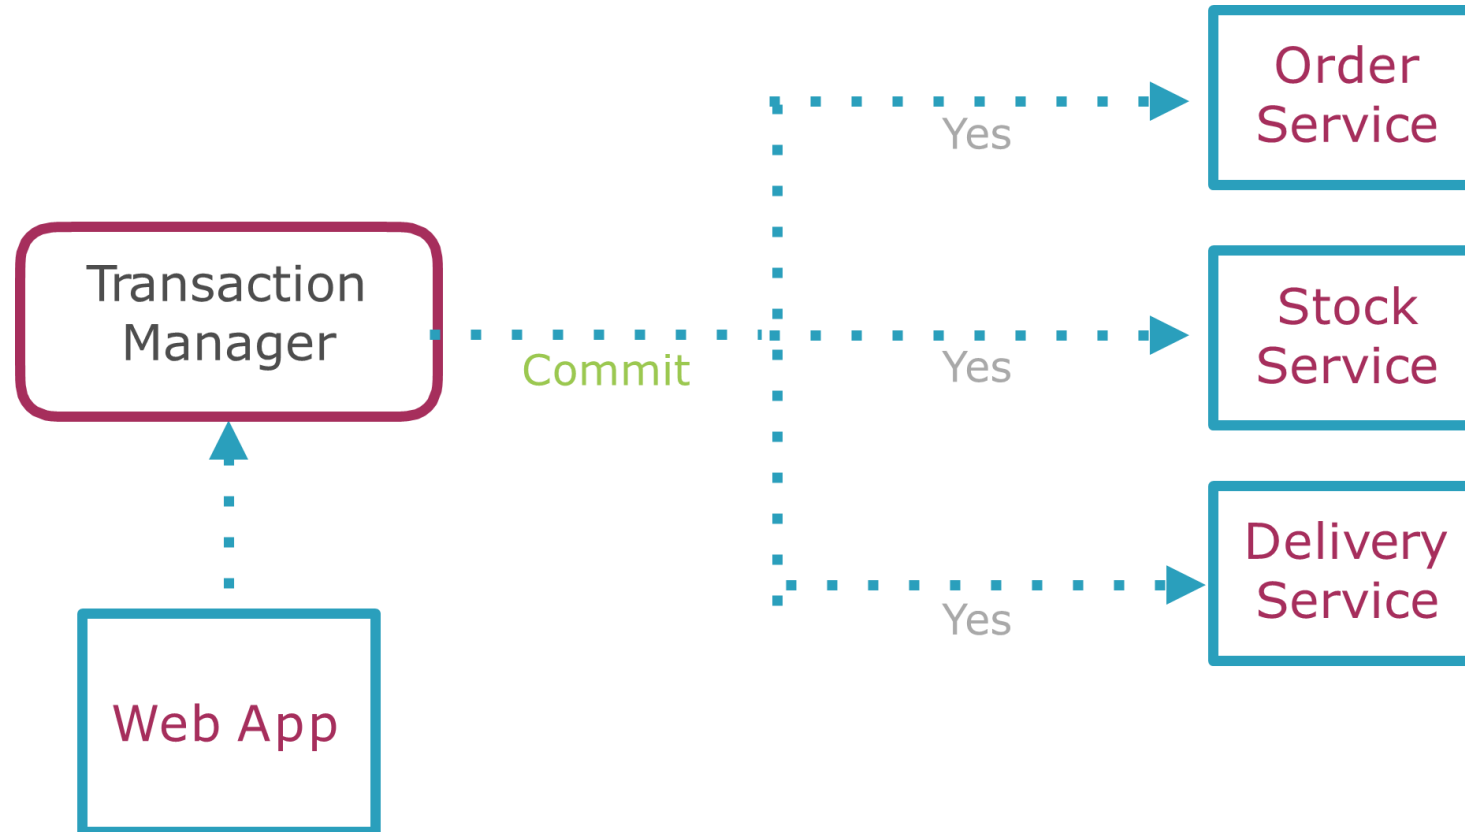 Order
Service
Yes
Transaction
Manager
Commit
Stock
Service
Yes
Delivery
Service
Yes
Web App